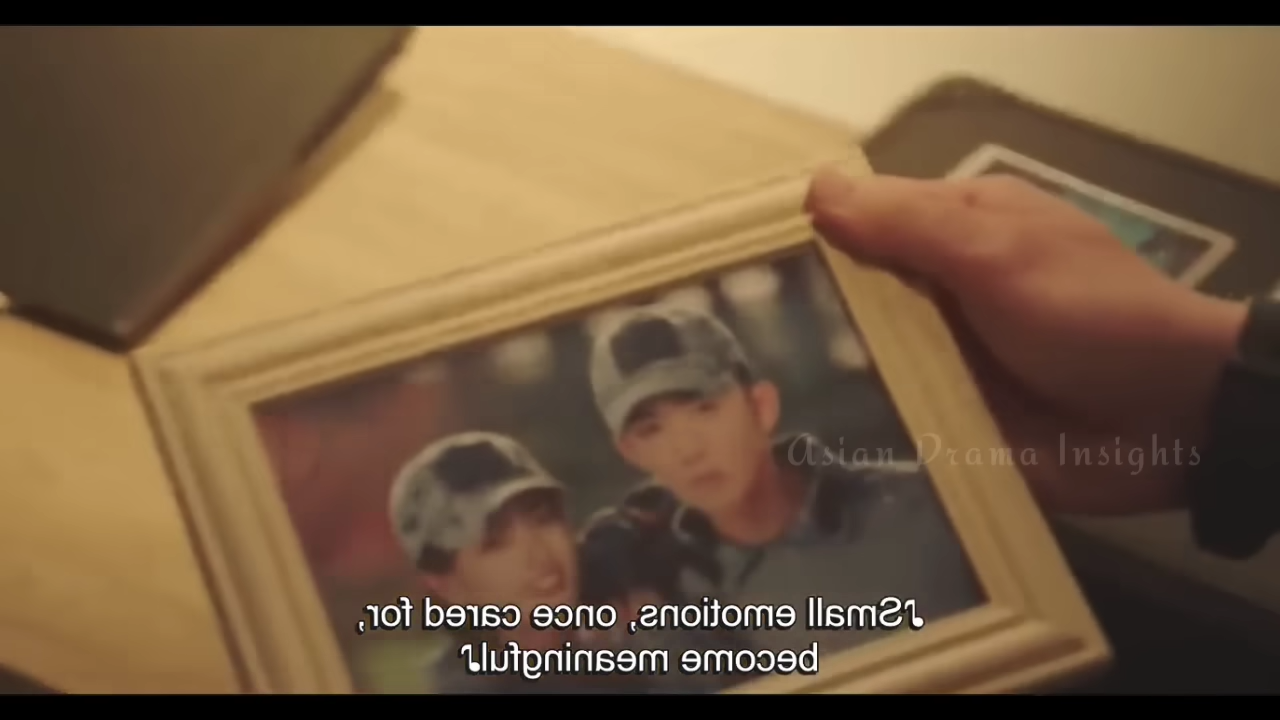 Asian Drama Insights
♪Small emotions, once cared for,
become meaningful♪